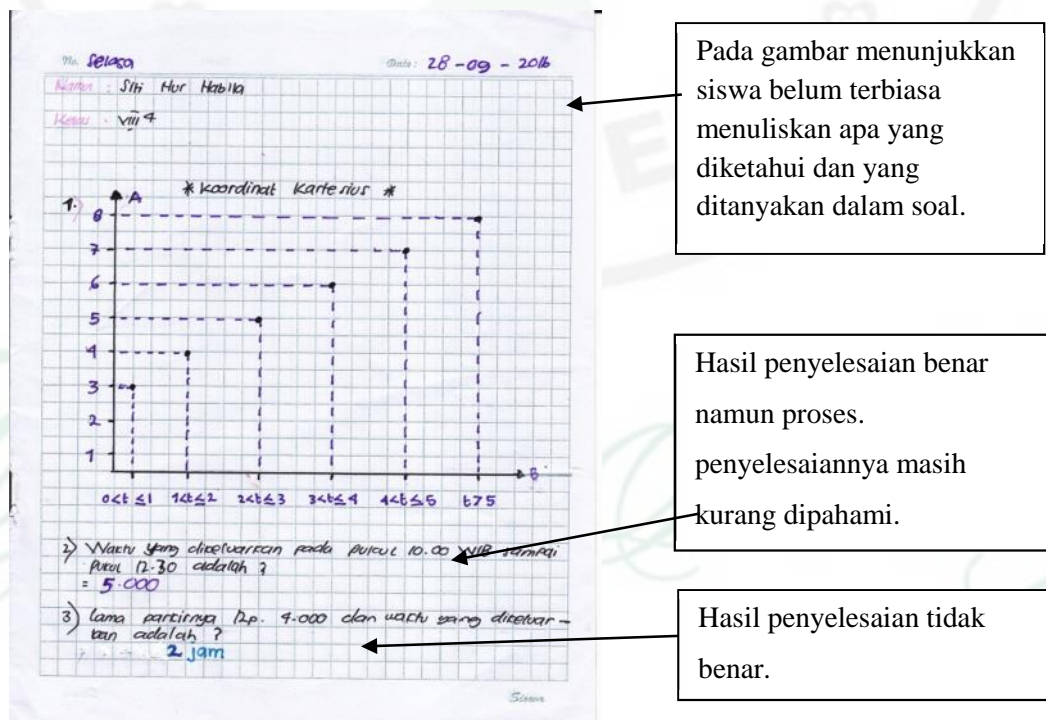 No. Selasa
Date: 28-09-2016
Nama : Siti Nur Habila
Kelas : VIII 4
* Koordinat Kartesius *
1.)
A
8
7
6
5
4
3
2
1
B
0<t≤1 1<t≤2 2<t≤3 3<t≤4 4<t≤5 t>5
2) Waktu yang dikeluarkan pada pukul 10.00 WIB sampai
pukul 12.30 adalah ?
= 5.000
3) lama parkirnya Rp. 4.000 dan waktu yang dikeluar-
kan adalah ?
2 jam
Pada gambar menunjukkan
siswa belum terbiasa
menuliskan apa yang
diketahui dan yang
ditanyakan dalam soal.
Hasil penyelesaian benar
namun proses.
penyelesaiannya masih
kurang dipahami.
Hasil penyelesaian tidak
benar.